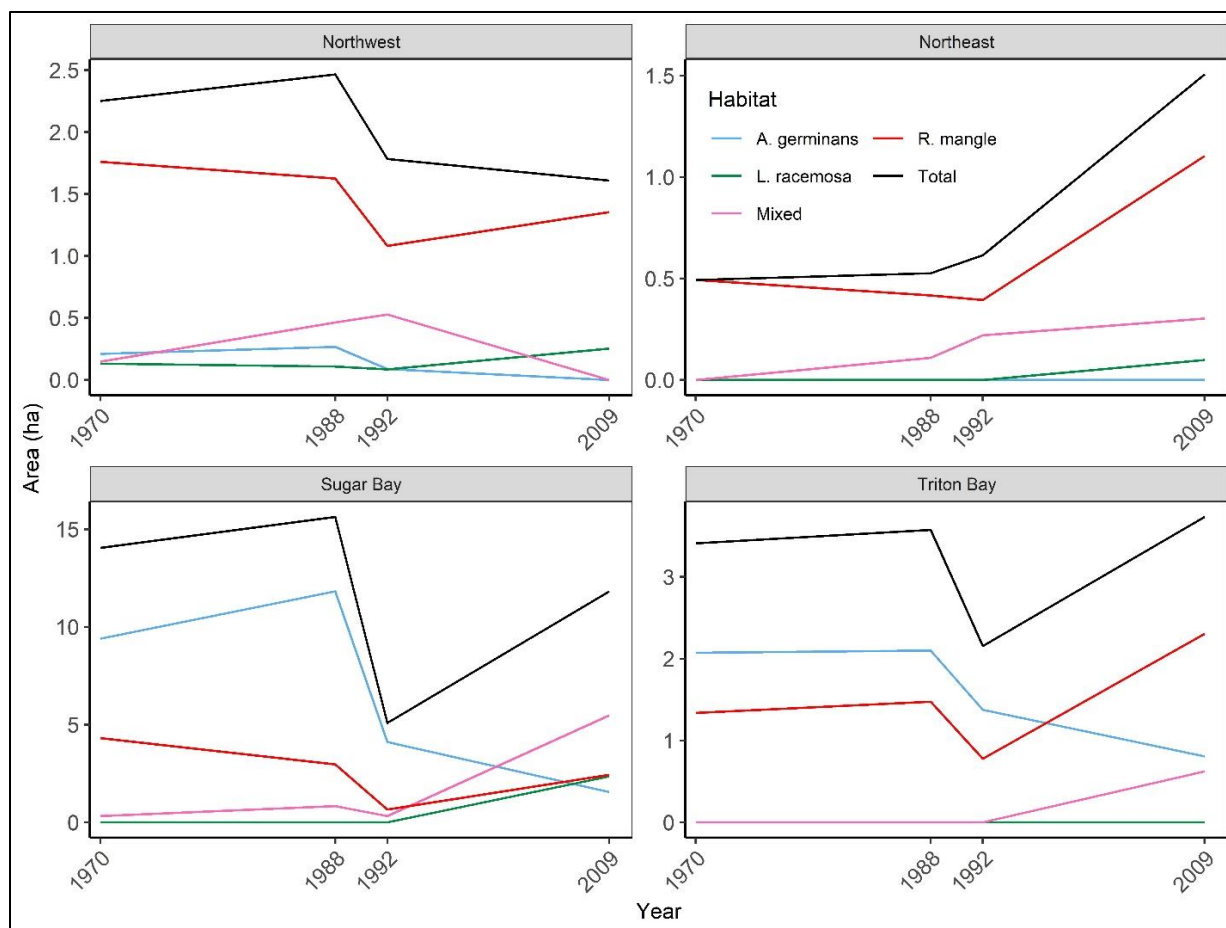 Northwest
Northeast
Area (ha)
2.5
2.0
1.5
1.0
0.5
0.0
1970
1988
1992
2009
1.5
1.0
0.5
0.0
Habitat
A. germinans
R. mangle
L. racemosa
Total
Mixed
1970
1988
1992
2009
Sugar Bay
Triton Bay
15
10
5
0
1970
1988
1992
2009
3
2
1
0
1970
1988
1992
2009
Year